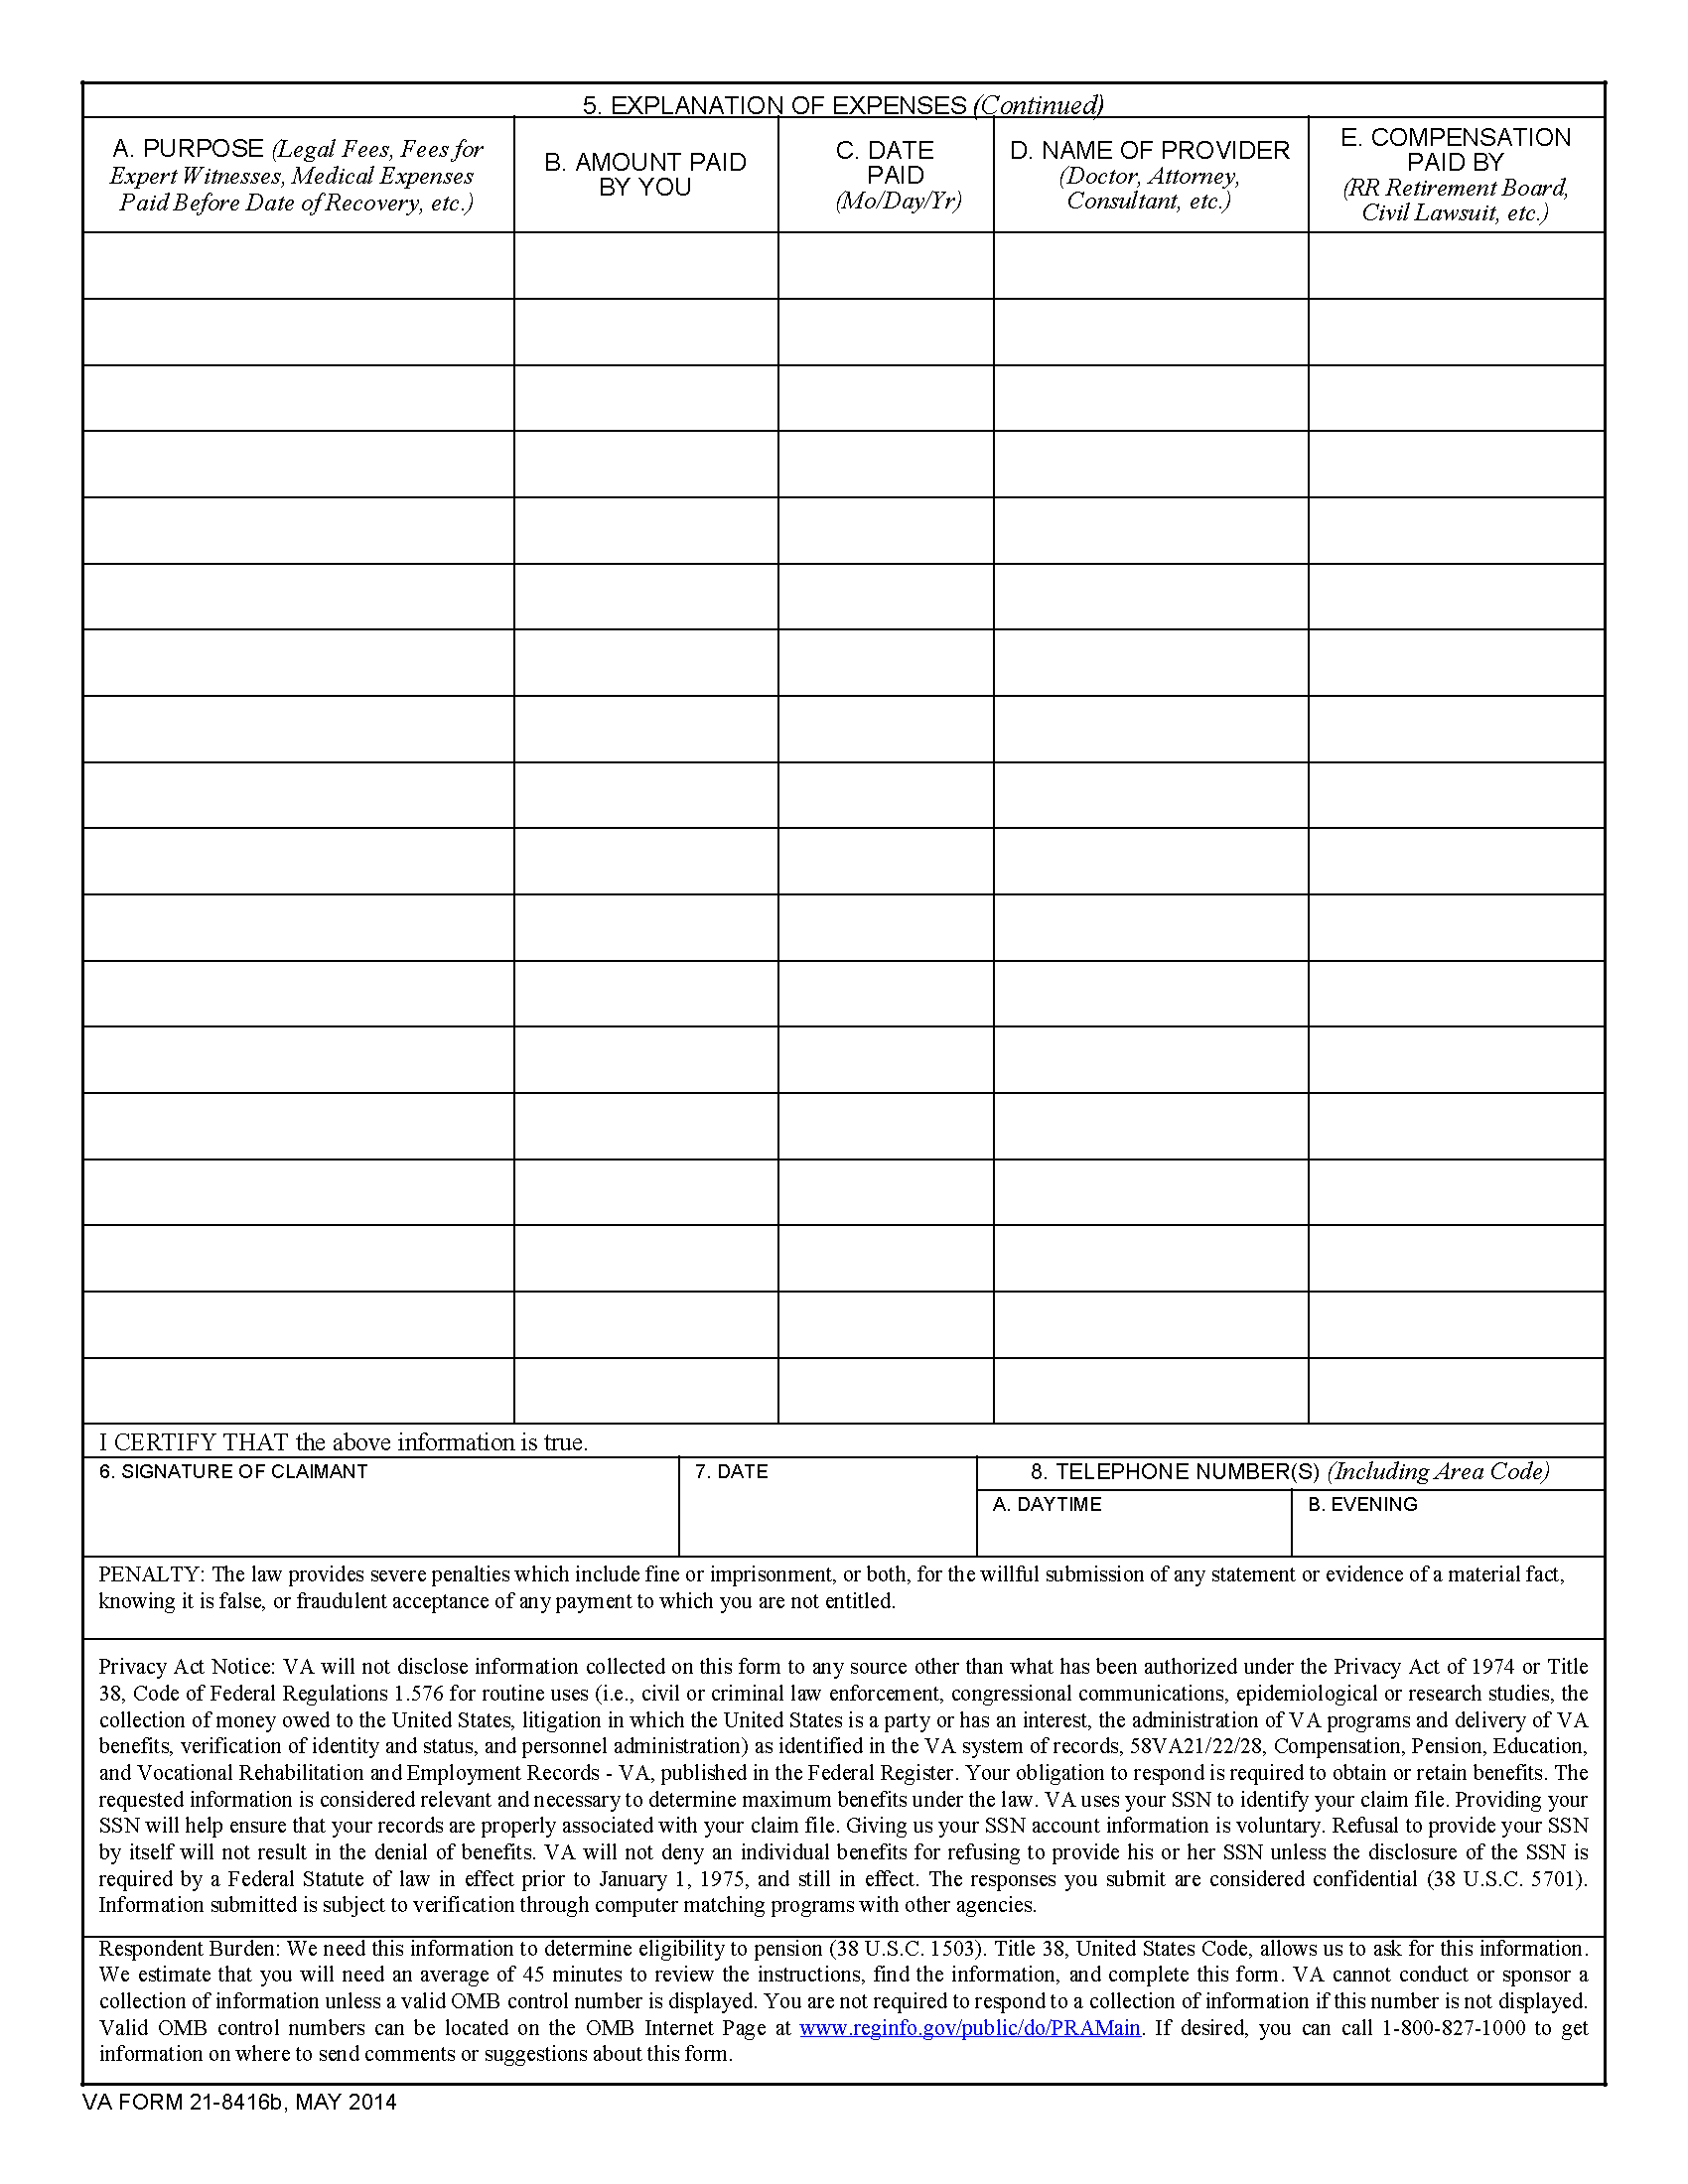 5. EXPLANATION OF EXPENSES (Continued)
A. PURPOSE (Legal Fees, Fees for
Expert Witnesses, Medical Expenses
Paid Before Date of Recovery, etc.)
B. AMOUNT PAID
BY YOU
C. DATE
PAID
(Mo/Day/Yr)
D. NAME OF PROVIDER
(Doctor, Attorney,
Consultant, etc.)
E. COMPENSATION
PAID BY
(RR Retirement Board,
Civil Lawsuit, etc.)
I CERTIFY THAT the above information is true.
6. SIGNATURE OF CLAIMANT
7. DATE
8. TELEPHONE NUMBER(S) (Including Area Code)
A. DAYTIME
B. EVENING
PENALTY: The law provides severe penalties which include fine or imprisonment, or both, for the willful submission of any statement or evidence of a material fact,
knowing it is false, or fraudulent acceptance of any payment to which you are not entitled.
Privacy Act Notice: VA will not disclose information collected on this form to any source other than what has been authorized under the Privacy Act of 1974 or Title
38, Code of Federal Regulations 1.576 for routine uses (i.e., civil or criminal law enforcement, congressional communications, epidemiological or research studies, the
collection of money owed to the United States, litigation in which the United States is a party or has an interest, the administration of VA programs and delivery of VA
benefits, verification of identity and status, and personnel administration) as identified in the VA system of records, 58VA21/22/28, Compensation, Pension, Education,
and Vocational Rehabilitation and Employment Records - VA, published in the Federal Register. Your obligation to respond is required to obtain or retain benefits. The
requested information is considered relevant and necessary to determine maximum benefits under the law. VA uses your SSN to identify your claim file. Providing your
SSN will help ensure that your records are properly associated with your claim file. Giving us your SSN account information is voluntary. Refusal to provide your SSN
by itself will not result in the denial of benefits. VA will not deny an individual benefits for refusing to provide his or her SSN unless the disclosure of the SSN is
required by a Federal Statute of law in effect prior to January 1, 1975, and still in effect. The responses you submit are considered confidential (38 U.S.C. 5701).
Information submitted is subject to verification through computer matching programs with other agencies.
Respondent Burden: We need this information to determine eligibility to pension (38 U.S.C. 1503). Title 38, United States Code, allows us to ask for this information.
We estimate that you will need an average of 45 minutes to review the instructions, find the information, and complete this form. VA cannot conduct or sponsor a
collection of information unless a valid OMB control number is displayed. You are not required to respond to a collection of information if this number is not displayed.
Valid OMB control numbers can be located on the OMB Internet Page at www.reginfo.gov/public/do/PRAMain. If desired, you can call 1-800-827-1000 to get
information on where to send comments or suggestions about this form.
VA FORM 21-8416b, MAY 2014